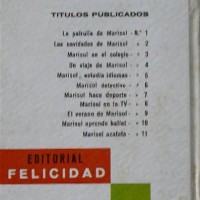 TITULOS PUBLICADOS
La patrulla de Marisol - N.º 1
Las navidades de Marisol » 2
Marisol en el colegio » 3
Un viaje de Marisol » 4
Marisol, estudia idiomas » 5
Marisol detective » 6
Marisol hace deporte » 7
Marisol en la TV » 8
El verano de Marisol » 9
Marisol aprende ballet » 10
Marisol azafata » 11
EDITORIAL
FELICIDAD